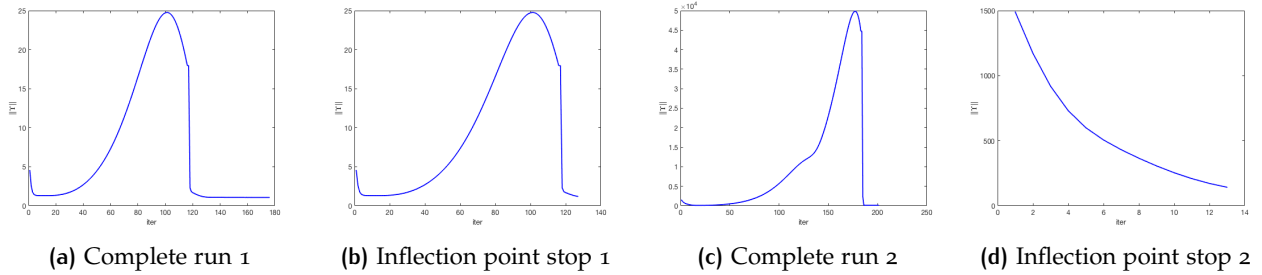 25
20
15
10
5
0
||Υ||
0 20 40 60 80 100 120 140 160 180
iter
(a) Complete run 1
25
20
15
10
5
0
||Υ||
0 20 40 60 80 100 120 140
iter
(b) Inflection point stop 1
×10⁴
5
4.5
4
3.5
3
2.5
2
1.5
1
0.5
0
||Υ||
0 50 100 150 200 250
iter
(c) Complete run 2
1500
1000
500
0
||Υ||
0 2 4 6 8 10 12 14
iter
(d) Inflection point stop 2